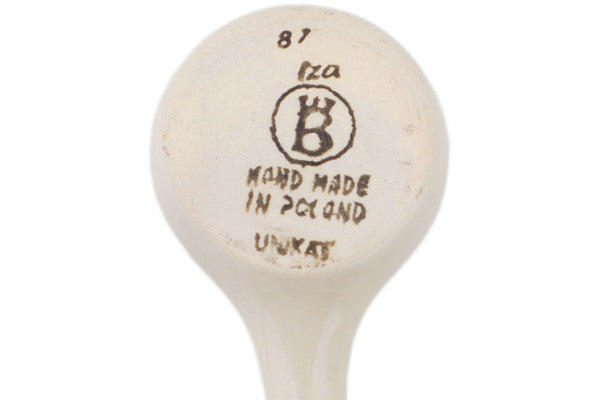 87
Iza
B
HAND MADE
IN POLAND
UNIKAT